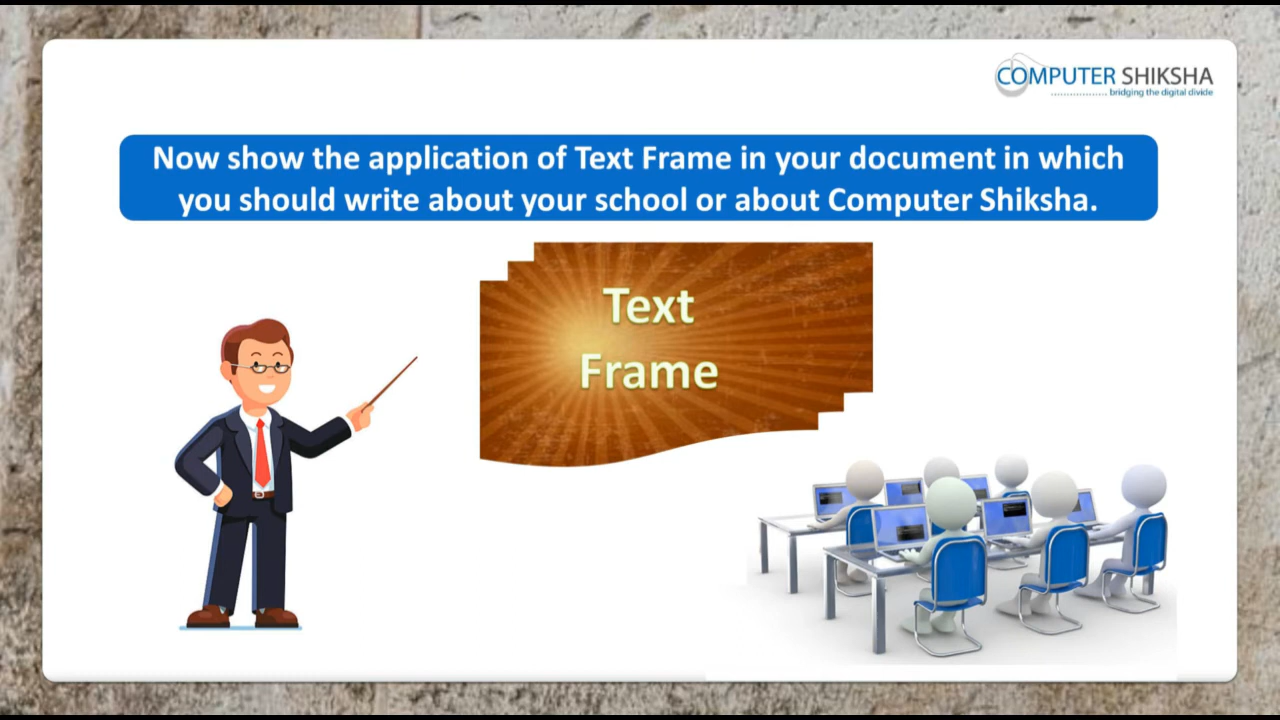 COMPUTER SHIKSHA
bridging the digital divide
Now show the application of Text Frame in your document in which
you should write about your school or about Computer Shiksha.
Text
Frame